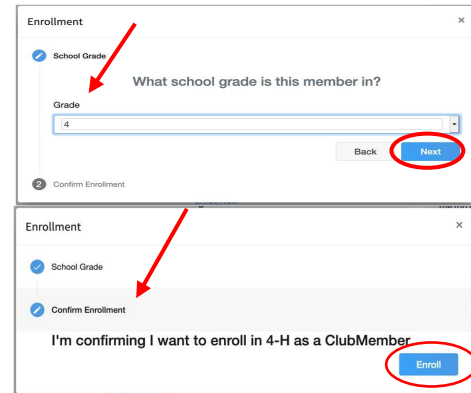 Enrollment ×
School Grade
What school grade is this member in?
Grade
4
Back Next
2 Confirm Enrollment
Enrollment ×
School Grade
Confirm Enrollment
I'm confirming I want to enroll in 4-H as a ClubMember
Enroll